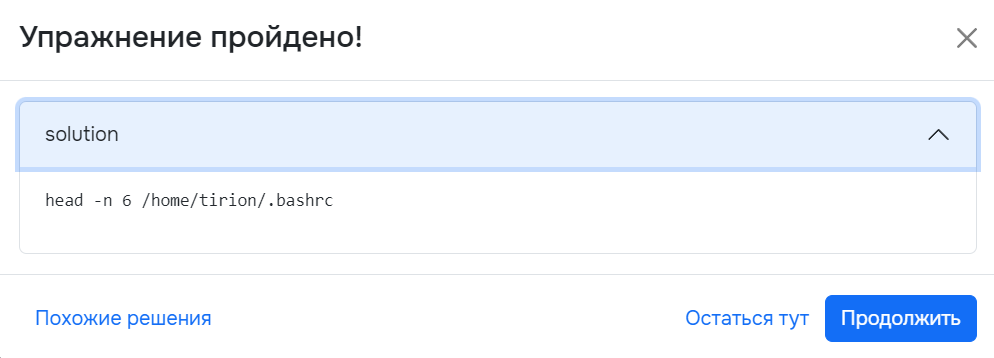 Упражнение пройдено!
solution
head -n 6 /home/tirion/.bashrc
Похожие решения
Остаться тут
Продолжить